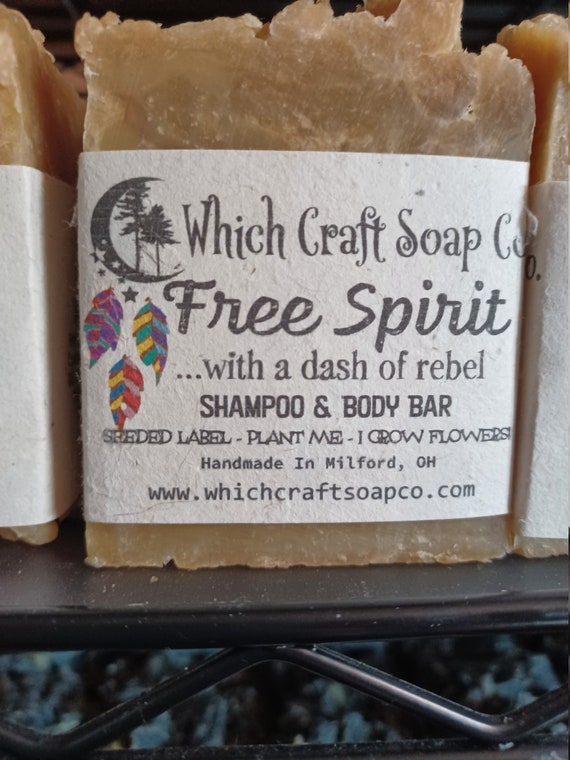 Which Craft Soap Co.
Free Spirit
...with a dash of rebel
SHAMPOO & BODY BAR
SEEDED LABEL - PLANT ME - I GROW FLOWERS!
Handmade In Milford, OH
www.whichcraftsoapco.com